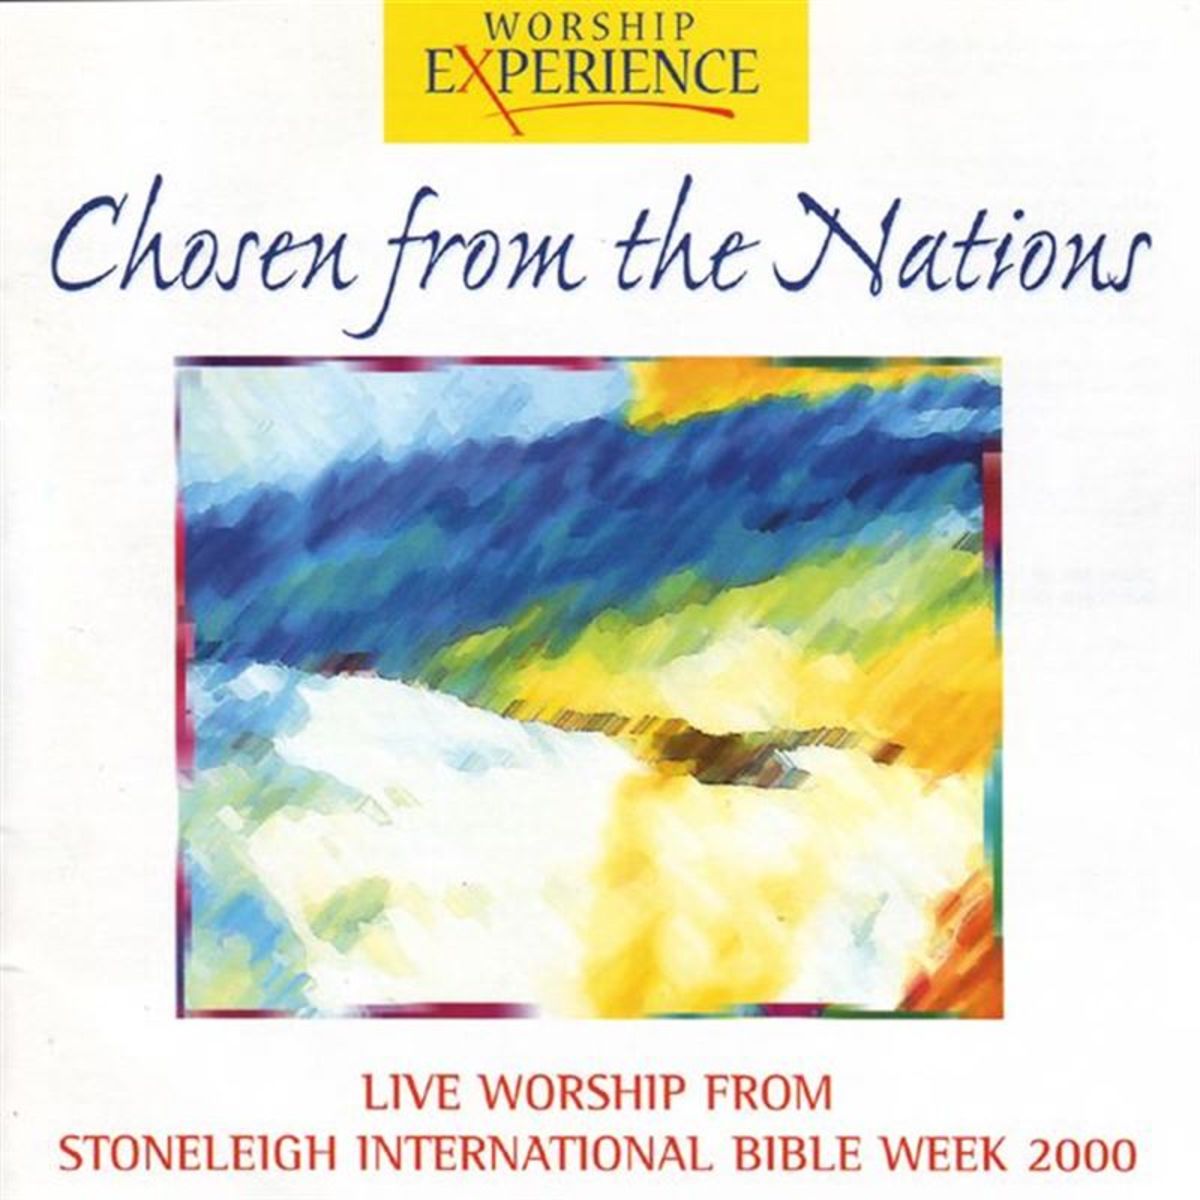 WORSHIP
EXPERIENCE
Chosen from the Nations
LIVE WORSHIP FROM
STONELEIGH INTERNATIONAL BIBLE WEEK 2000